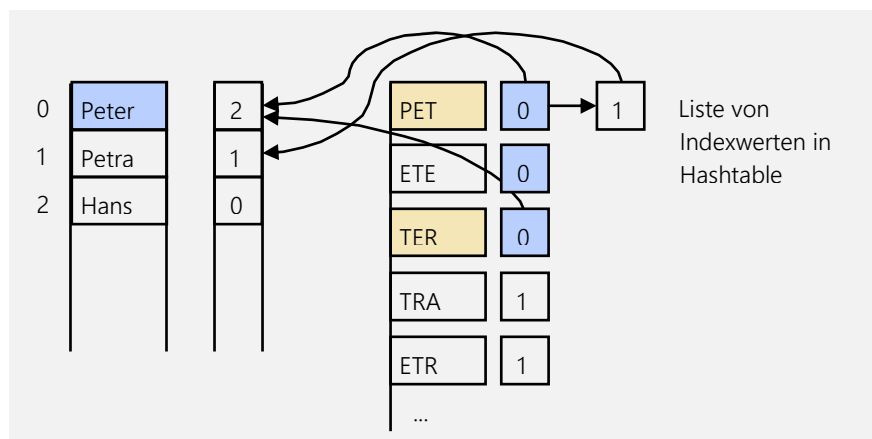 0 Peter 2 PET 0 1 Liste von
Indexwerten in
Hashtable
1 Petra 1 ETE 0
2 Hans 0 TER 0
TRA 1
ETR 1
...